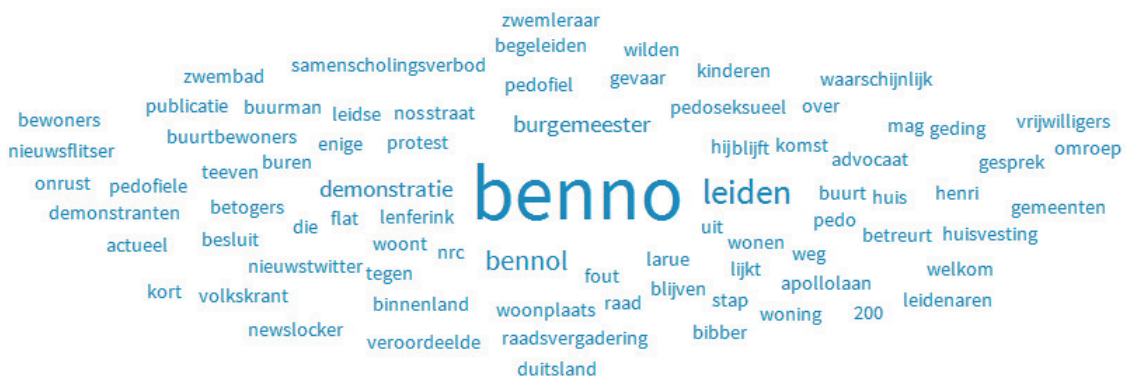 zwemleraar
begeleiden wilden
samenscholingsverbod kinderen
zwembad pedofiel gevaar waarschijnlijk
publicatie buurman leidse nosstraat pedoseksueel over
bewoners burgemeester mag geding vrijwilligers
nieuwsflitser buurtbewoners enige protest hijblijft komst omroep
teeven buren advocaat gesprek
onrust pedofiele demonstratie benno leiden buurt huis henri
demonstranten betogers die flat lenferink pedo gemeenten
actueel besluit woont nrc uit wonen betreurt huisvesting
nieuwstwitter tegen bennol larue weg
kort volkskrant fout blijven lijkt apollolaan welkom
binnenland woonplaats raad stap woning 200 leidenaren
newslocker veroordeelde raadsvergadering bibber
duitsland